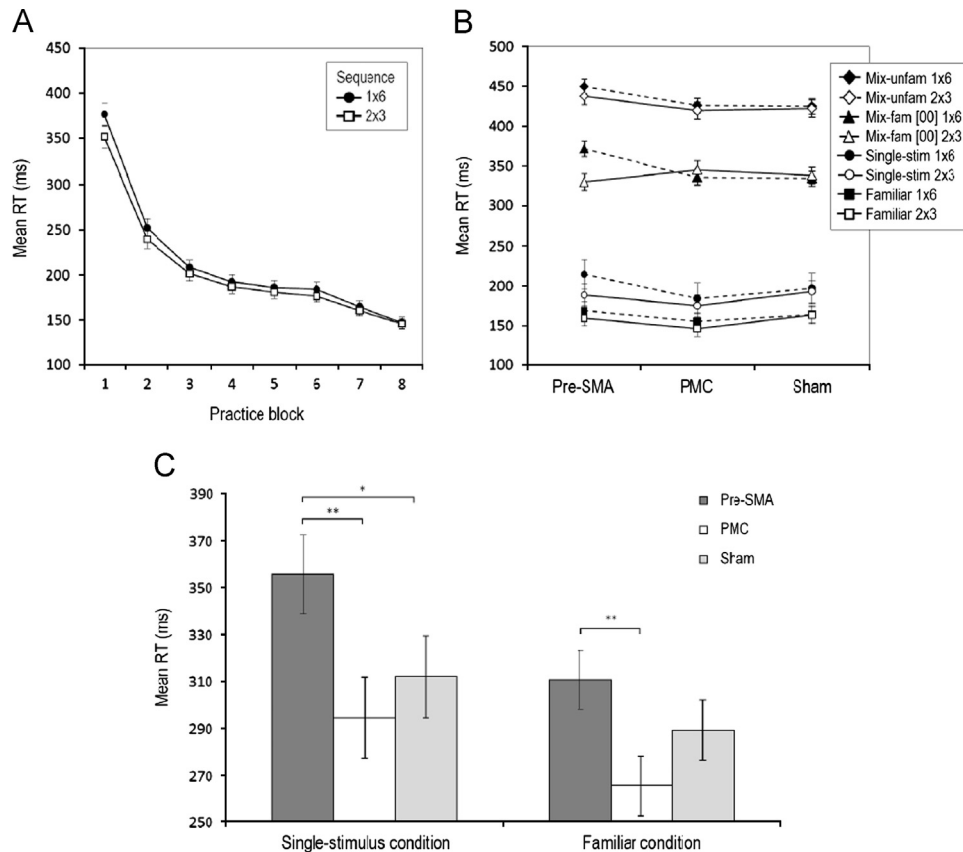 A
450
400
350
300
250
200
150
100
Mean RT (ms)
Sequence
1x6
2x3
1 2 3 4 5 6 7 8
Practice block
B
500
450
400
350
300
250
200
150
100
Mean RT (ms)
Mix-unfam 1x6
Mix-unfam 2x3
Mix-fam [00] 1x6
Mix-fam [00] 2x3
Single-stim 1x6
Single-stim 2x3
Familiar 1x6
Familiar 2x3
Pre-SMA PMC Sham
C
390
370
350
330
310
290
270
250
Mean RT (ms)
*
**
**
Pre-SMA
PMC
Sham
Single-stimulus condition Familiar condition